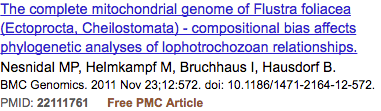 The complete mitochondrial genome of Flustra foliacea
(Ectoprocta, Cheilostomata) - compositional bias affects
phylogenetic analyses of lophotrochozoan relationships.
Nesnidal MP, Helmkampf M, Bruchhaus I, Hausdorf B.
BMC Genomics. 2011 Nov 23;12:572. doi: 10.1186/1471-2164-12-572.
PMID: 22111761 Free PMC Article